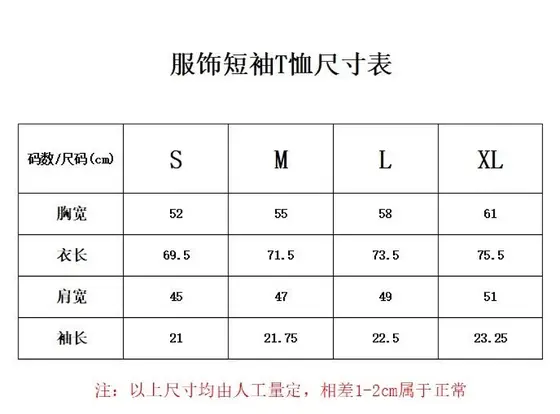 服饰短袖T恤尺寸表
码数/尺码(cm) S M L XL
胸宽 52 55 58 61
衣长 69.5 71.5 73.5 75.5
肩宽 45 47 49 51
袖长 21 21.75 22.5 23.25
注：以上尺寸均由人工量定，相差1-2cm属于正常